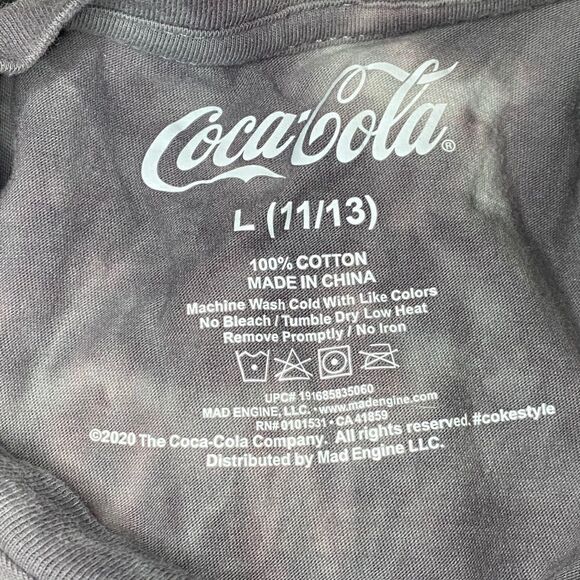 Coca-Cola®
L (11/13)
100% COTTON
MADE IN CHINA
Machine Wash Cold With Like Colors
No Bleach / Tumble Dry Low Heat
Remove Promptly / No Iron
UPC# 191685835060
MAD ENGINE, LLC. • www.madengine.com
RN# 0101531 • CA 41859
©2020 The Coca-Cola Company. All rights reserved. #cokestyle
Distributed by Mad Engine LLC.